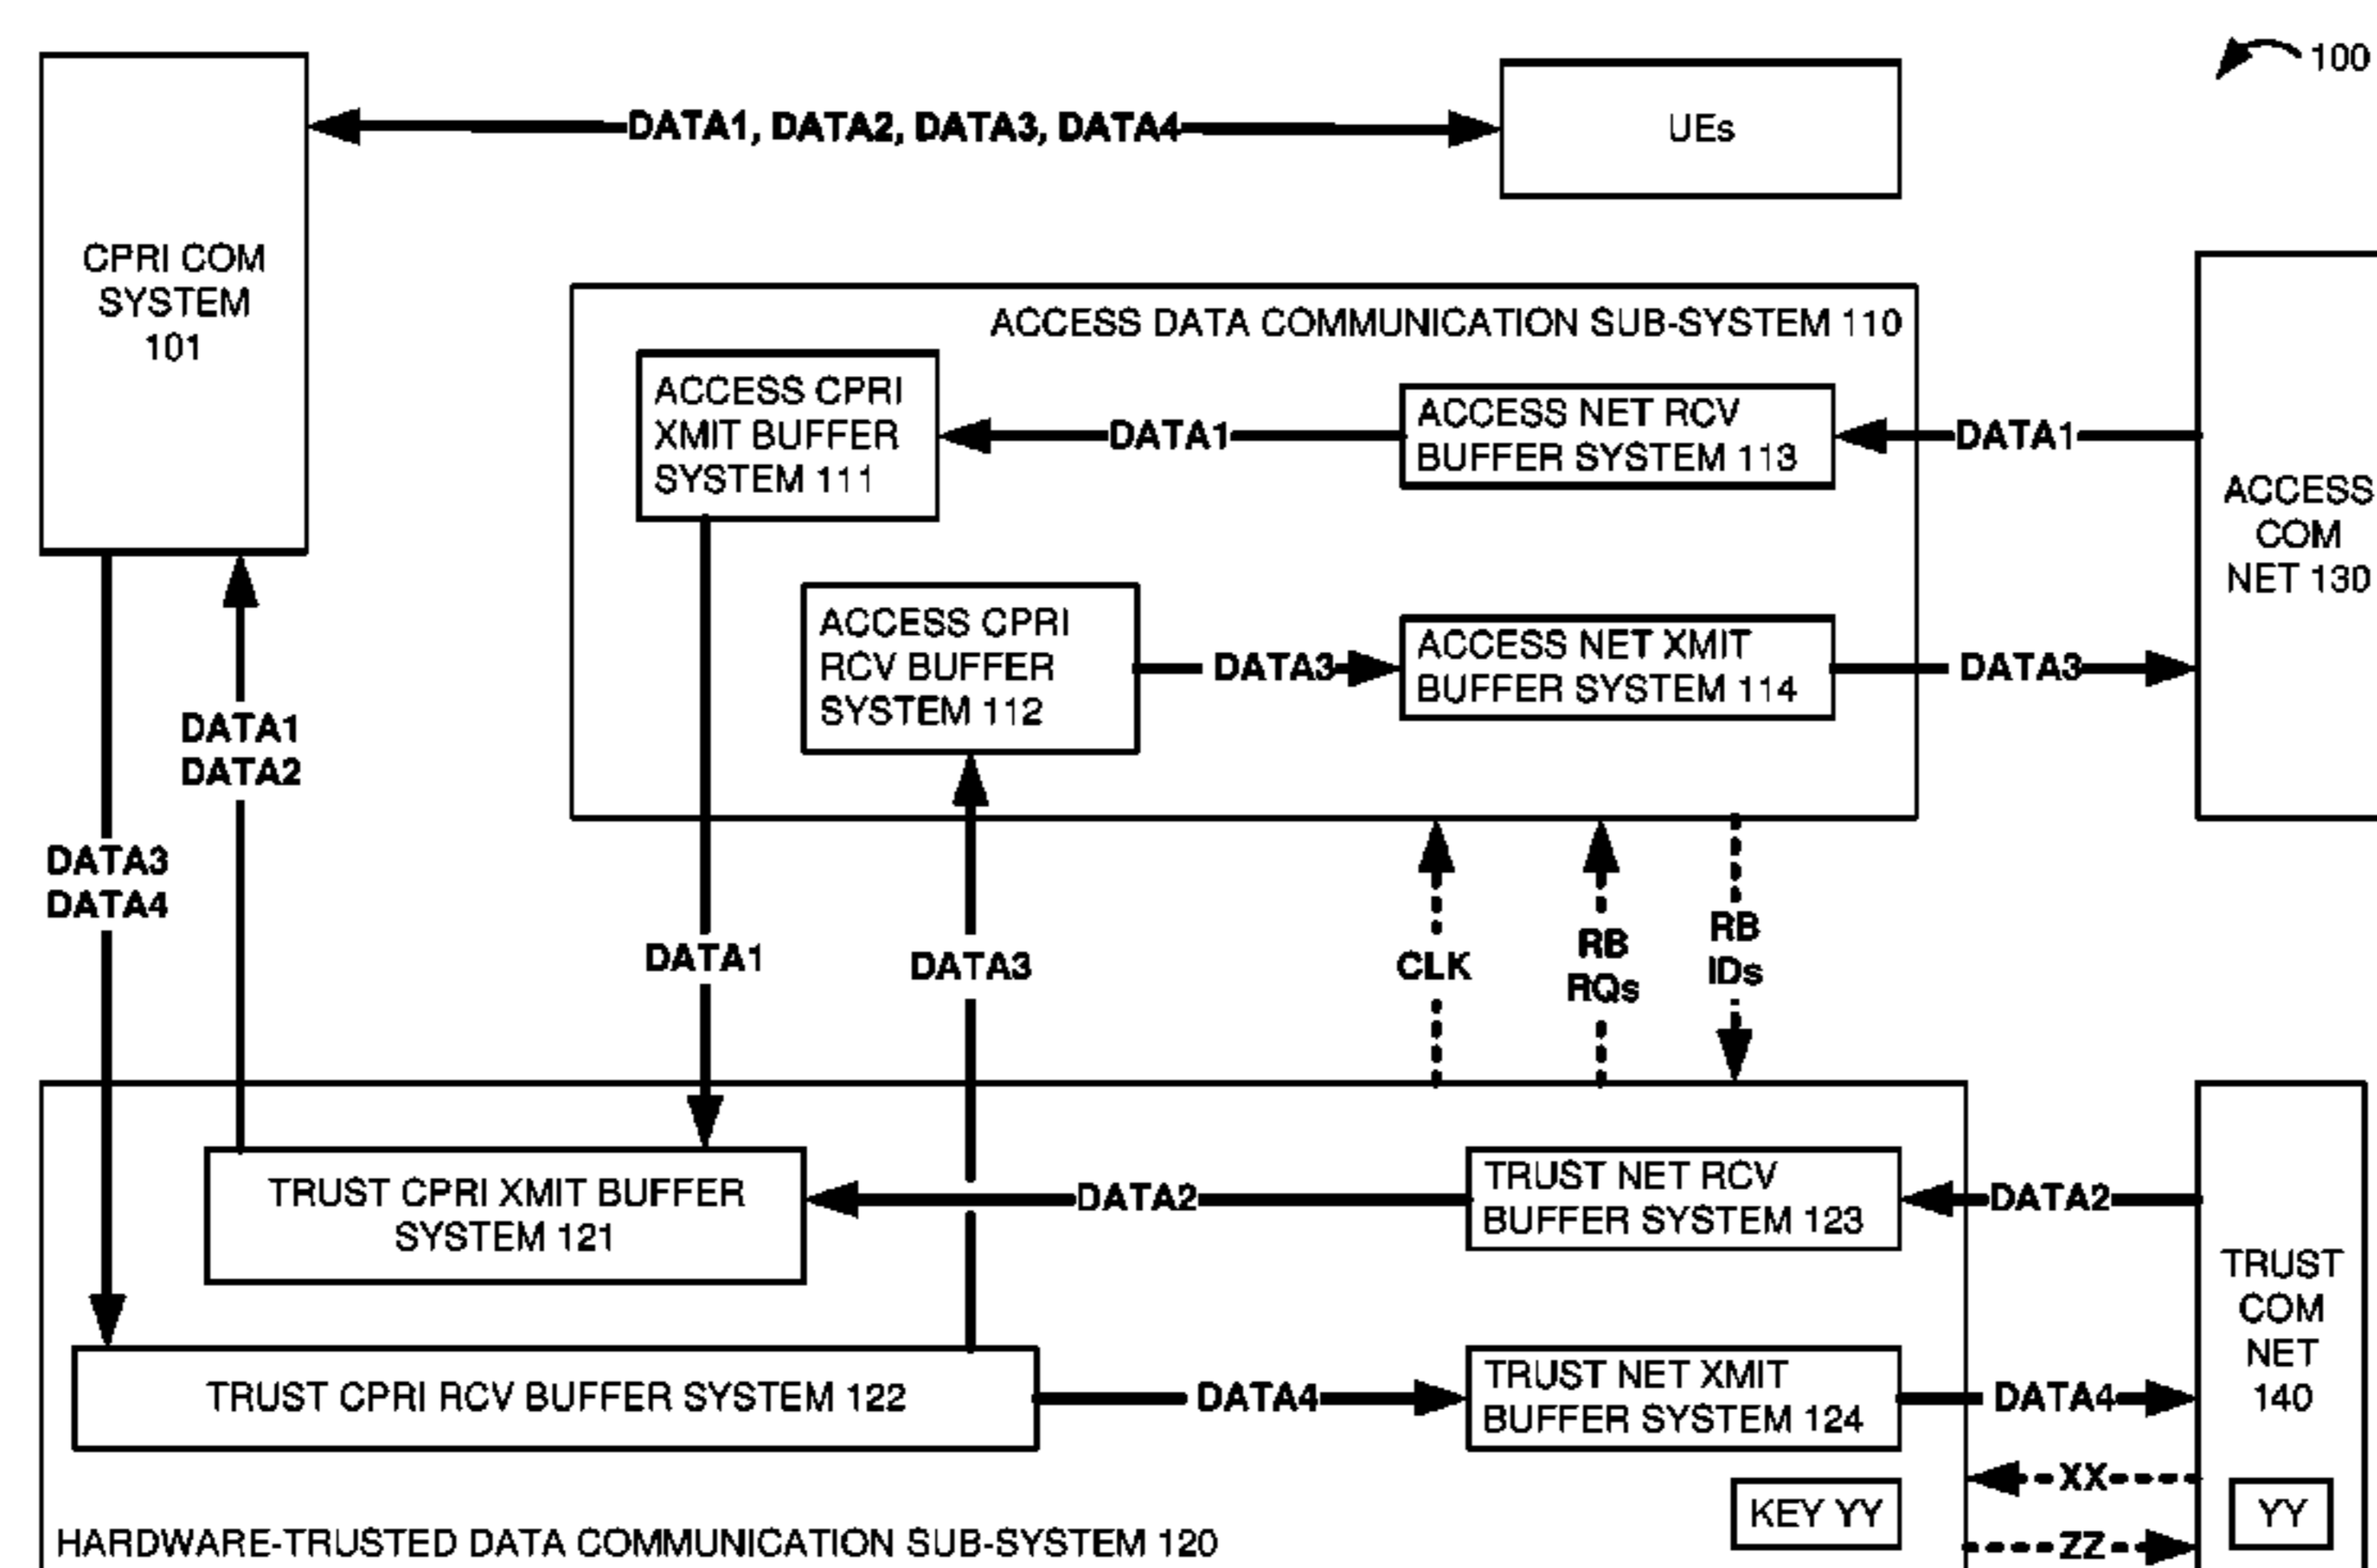 100
DATA1, DATA2, DATA3, DATA4
UEs
CPRI COM
SYSTEM
101
ACCESS DATA COMMUNICATION SUB-SYSTEM 110
ACCESS CPRI
XMIT BUFFER
SYSTEM 111
DATA1
ACCESS NET RCV
BUFFER SYSTEM 113
DATA1
ACCESS
COM
NET 130
ACCESS CPRI
RCV BUFFER
SYSTEM 112
DATA3
ACCESS NET XMIT
BUFFER SYSTEM 114
DATA3
DATA1
DATA2
DATA3
DATA4
DATA1
DATA3
CLK
RB
RQs
RB
IDs
TRUST CPRI XMIT BUFFER
SYSTEM 121
DATA2
TRUST NET RCV
BUFFER SYSTEM 123
DATA2
TRUST
COM
NET
140
TRUST CPRI RCV BUFFER SYSTEM 122
DATA4
TRUST NET XMIT
BUFFER SYSTEM 124
DATA4
XX
KEY YY
YY
HARDWARE-TRUSTED DATA COMMUNICATION SUB-SYSTEM 120
ZZ